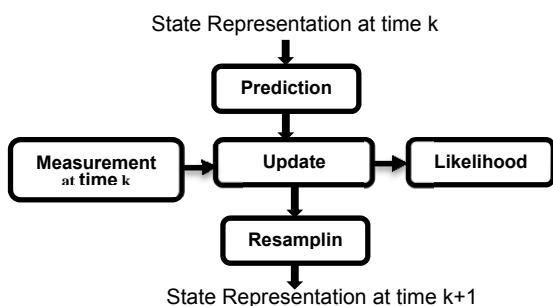 State Representation at time k
Prediction
Measurement
at time k
Update
Likelihood
Resamplin
State Representation at time k+1